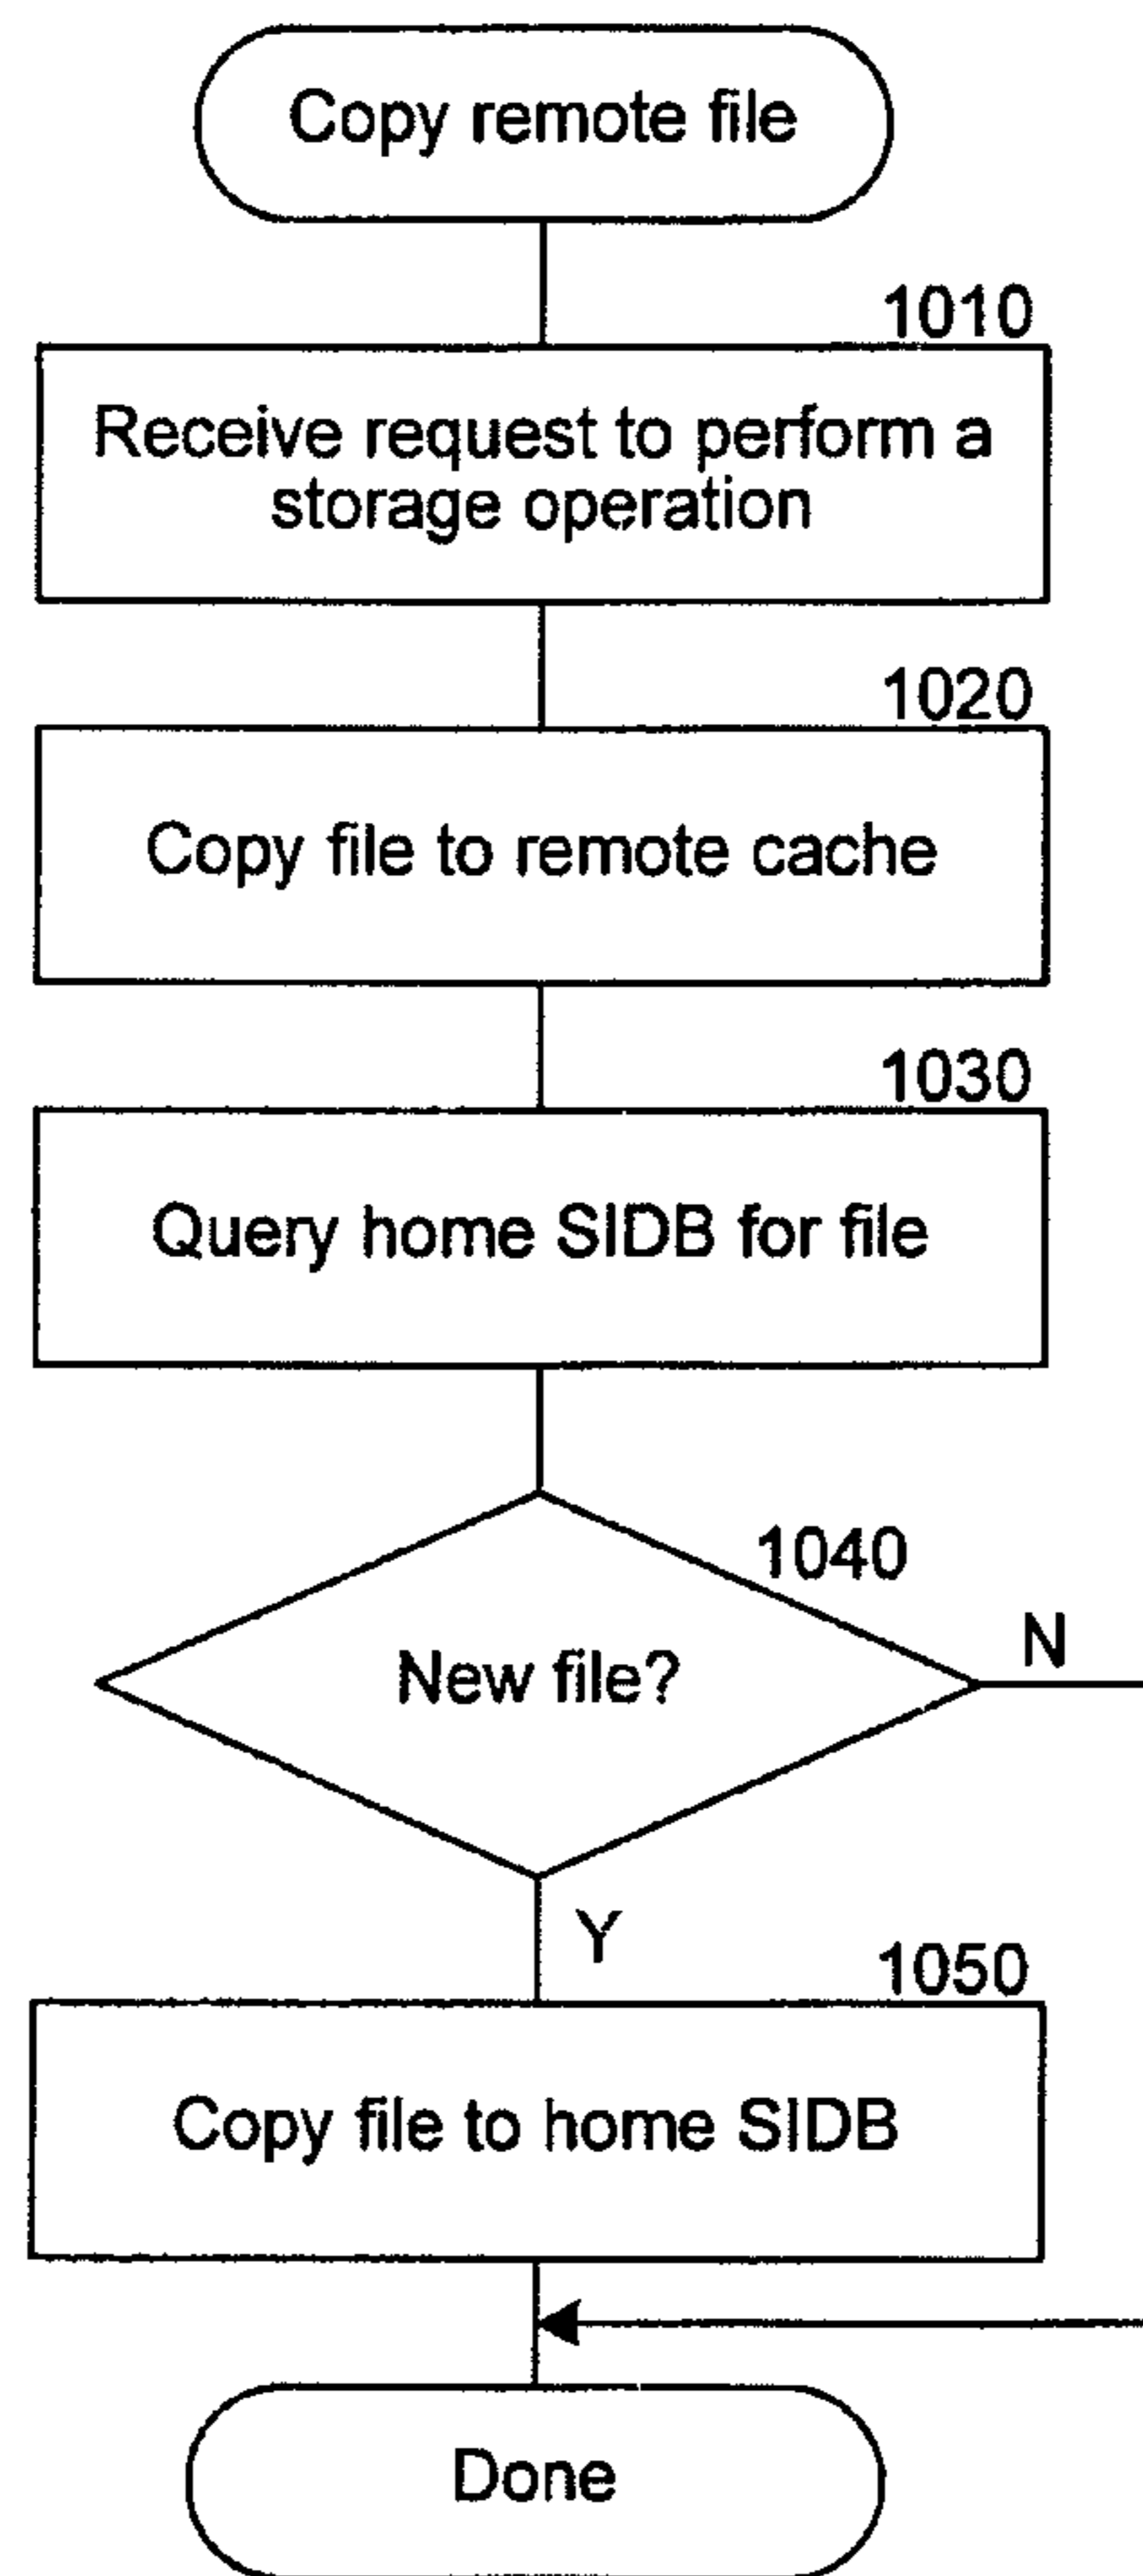 Copy remote file
1010
Receive request to perform a
storage operation
1020
Copy file to remote cache
1030
Query home SIDB for file
1040
New file?
N
Y
1050
Copy file to home SIDB
Done